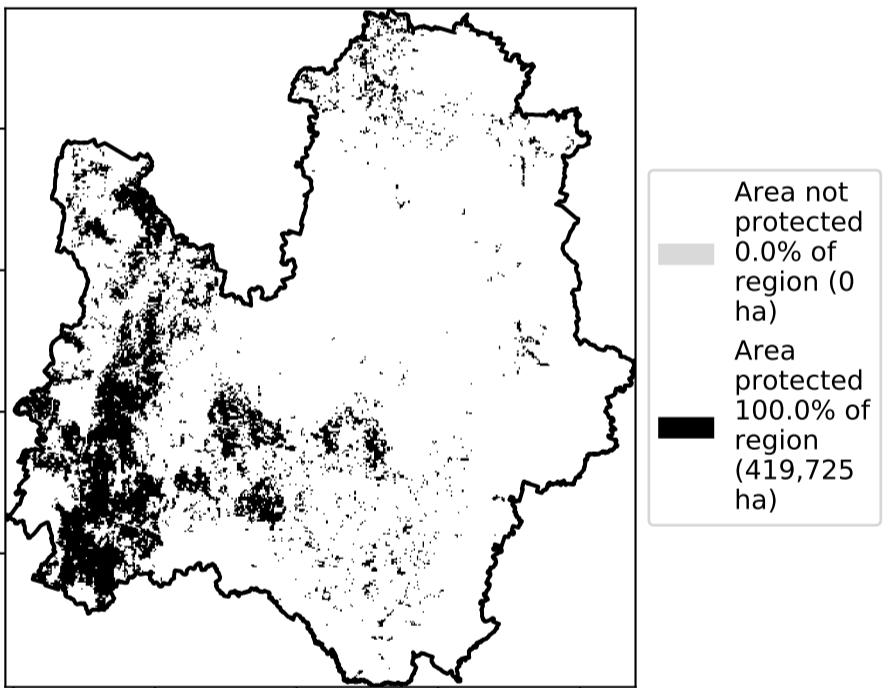 Area not
protected
0.0% of
region (0
ha)
Area
protected
100.0% of
region
(419,725
ha)